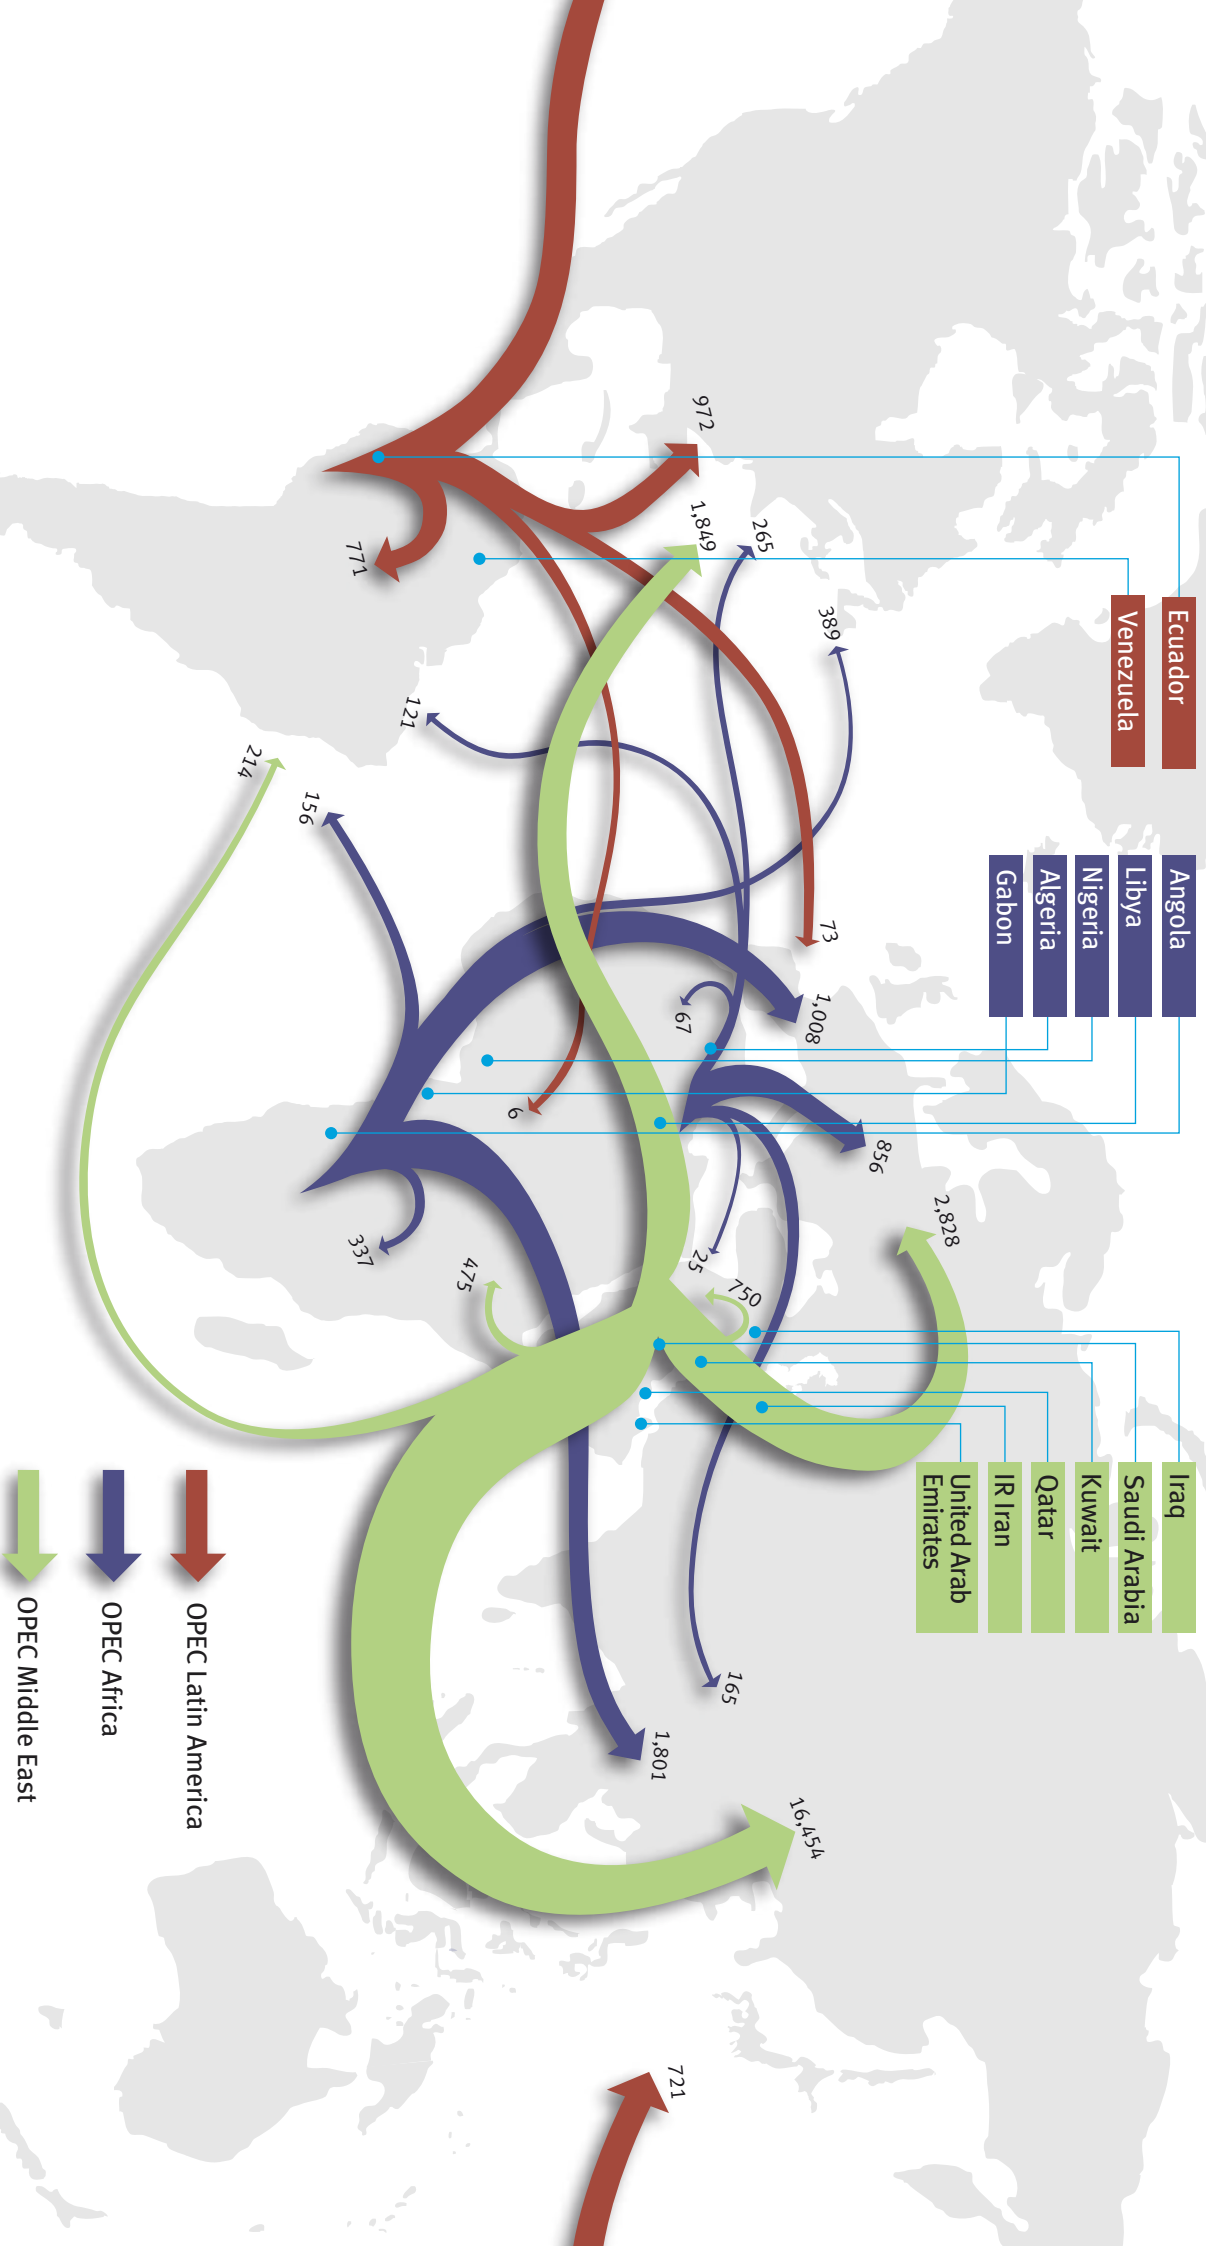 Ecuador
Venezuela
Angola
Libya
Nigeria
Algeria
Gabon
Iraq
Saudi Arabia
Kuwait
Qatar
IR Iran
United Arab
Emirates
389
2,828
265
73
1,008
856
972
1,849
67
25
750
165
1,801
16,454
721
6
475
121
771
337
156
214
OPEC Latin America
OPEC Africa
OPEC Middle East